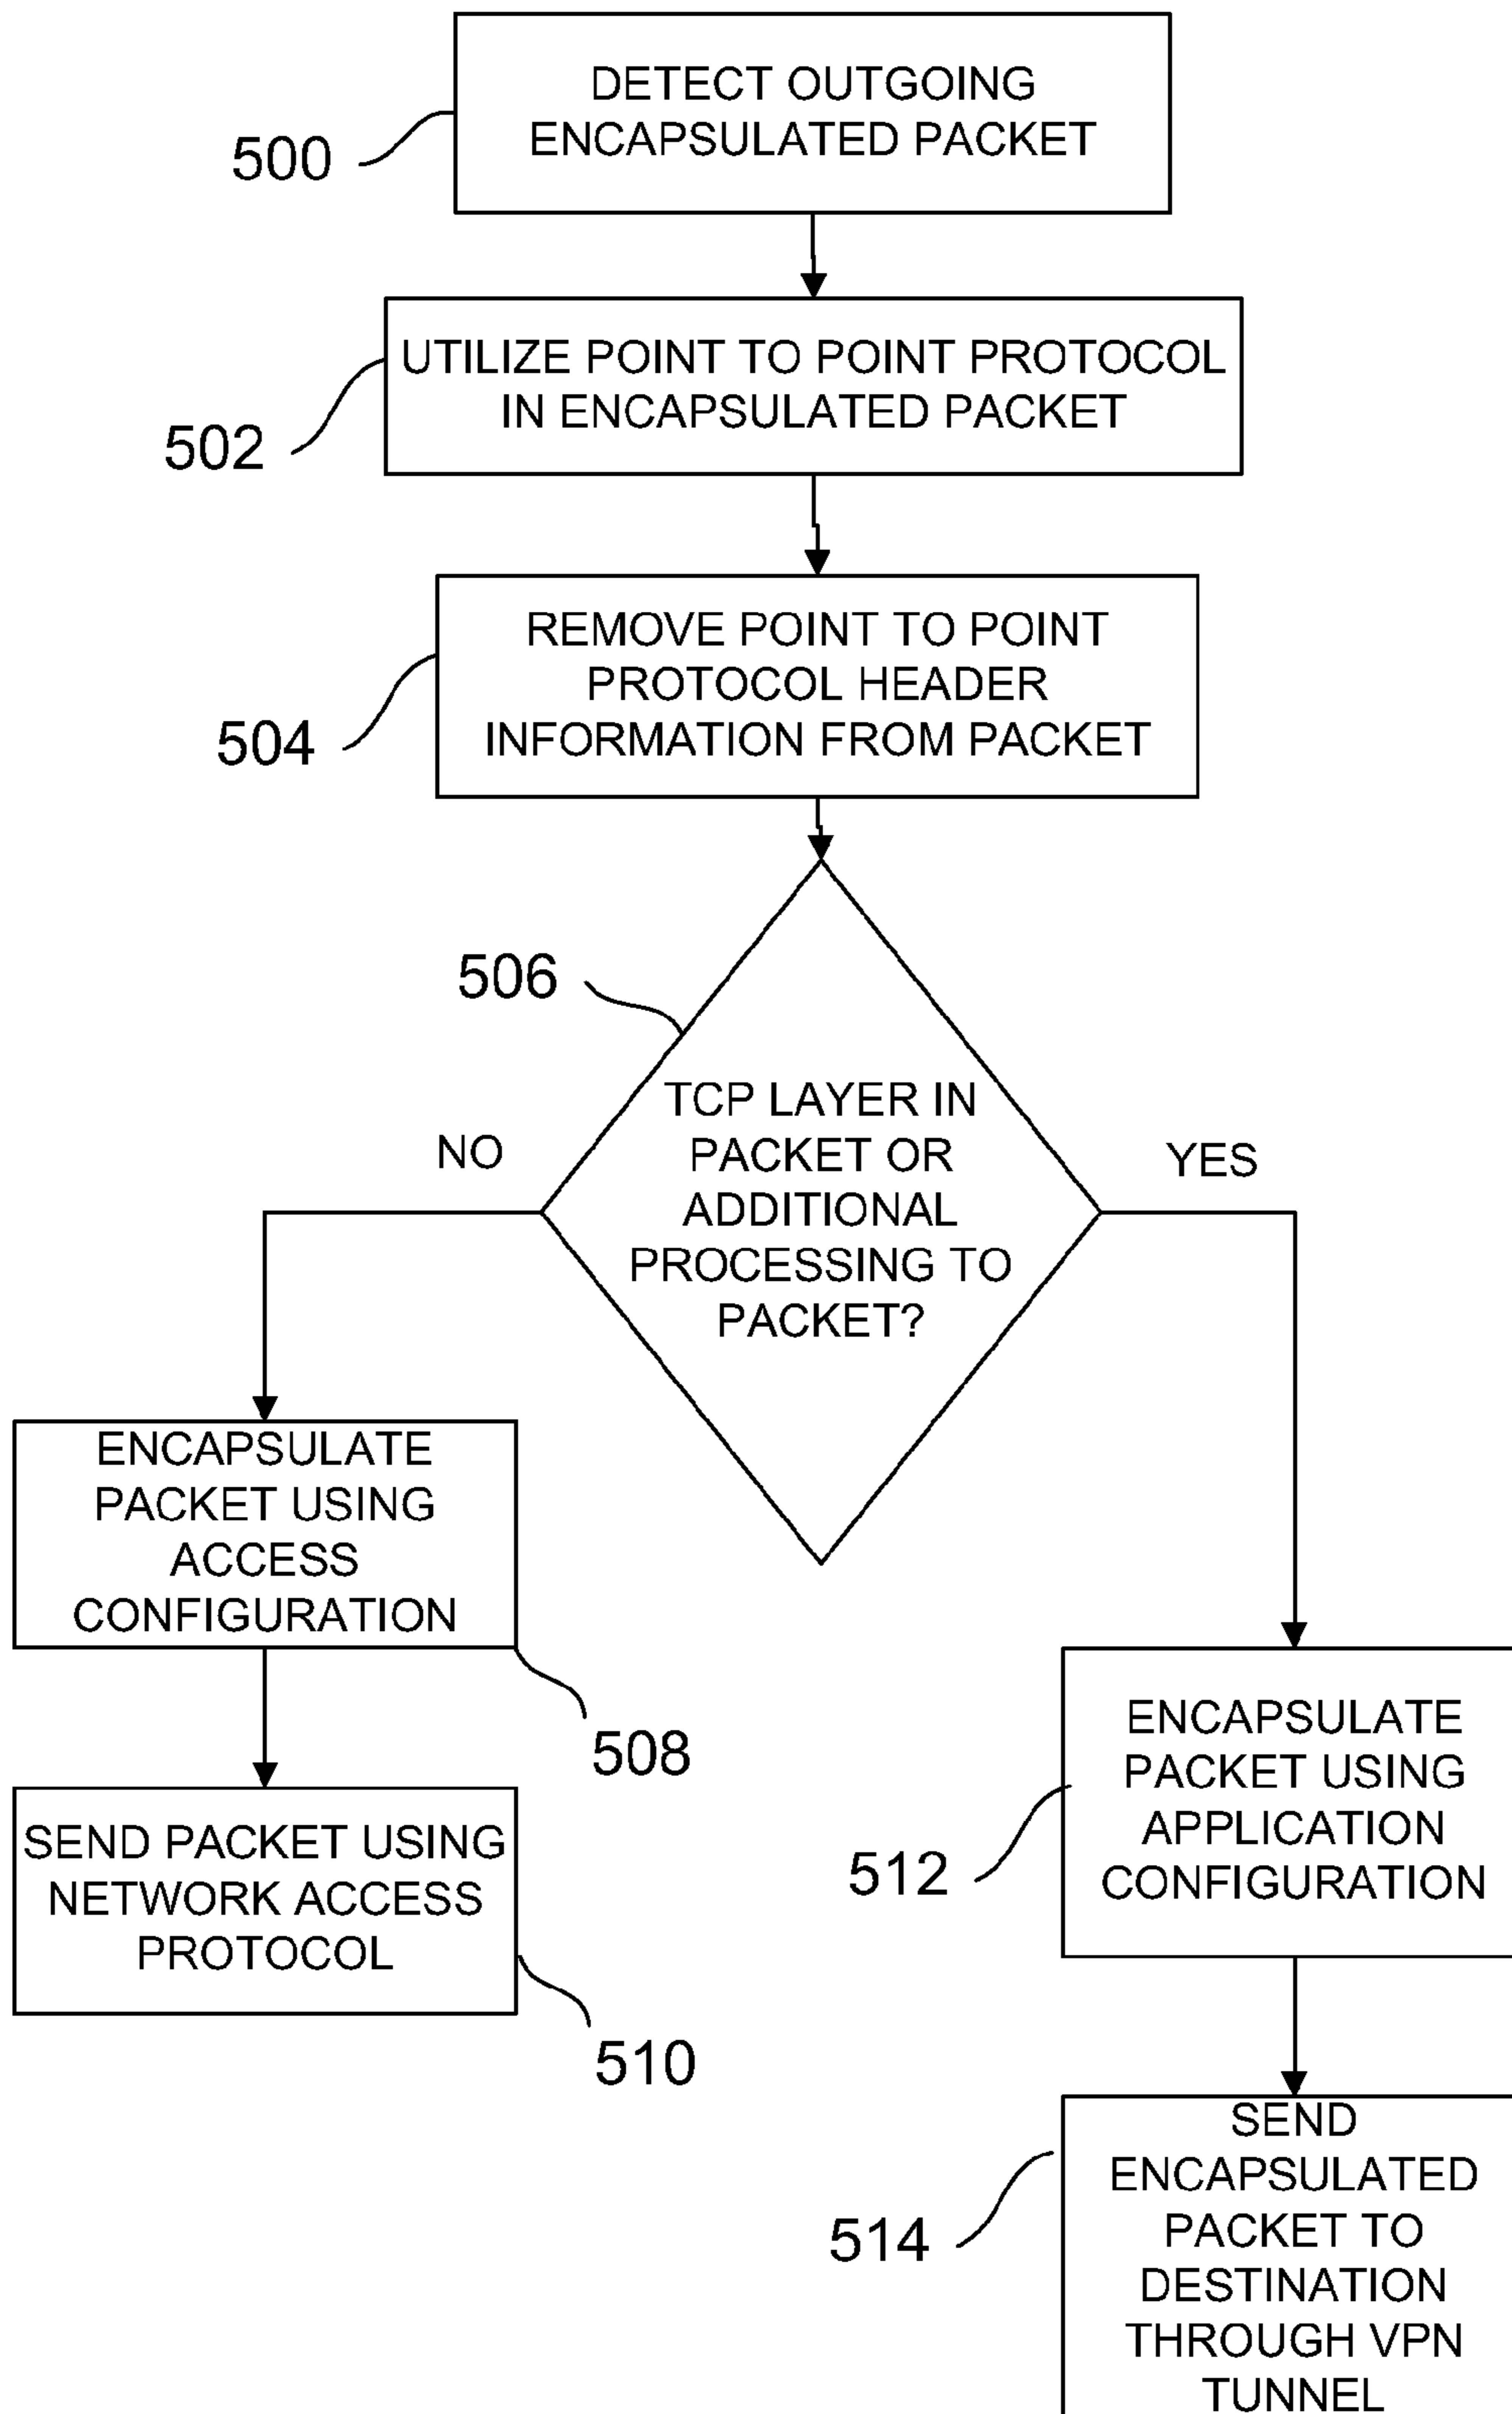 DETECT OUTGOING
ENCAPSULATED PACKET
500
UTILIZE POINT TO POINT PROTOCOL
IN ENCAPSULATED PACKET
502
REMOVE POINT TO POINT
PROTOCOL HEADER
INFORMATION FROM PACKET
504
506
TCP LAYER IN
PACKET OR
ADDITIONAL
PROCESSING TO
PACKET?
NO
YES
ENCAPSULATE
PACKET USING
ACCESS
CONFIGURATION
508
SEND PACKET USING
NETWORK ACCESS
PROTOCOL
510
ENCAPSULATE
PACKET USING
APPLICATION
CONFIGURATION
512
SEND
ENCAPSULATED
PACKET TO
DESTINATION
THROUGH VPN
TUNNEL
514